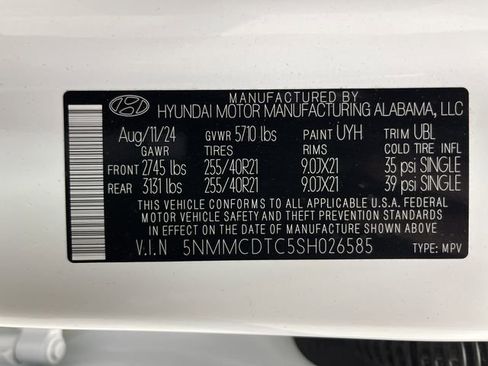 MANUFACTURED BY
HYUNDAI MOTOR MANUFACTURING ALABAMA, LLC
Aug/11/24 GVWR 5710 lbs PAINT UYH TRIM UBL
GAWR TIRES RIMS COLD TIRE INFL
FRONT 2745 lbs 255/40R21 9.0JX21 35 psi SINGLE
REAR 3131 lbs 255/40R21 9.0JX21 39 psi SINGLE
THIS VEHICLE CONFORMS TO ALL APPLICABLE U.S.A. FEDERAL
MOTOR VEHICLE SAFETY AND THEFT PREVENTION STANDARDS
IN EFFECT ON THE DATE OF MANUFACTURE SHOWN ABOVE.
V.I.N 5NMMCDTC5SH026585 TYPE: MPV